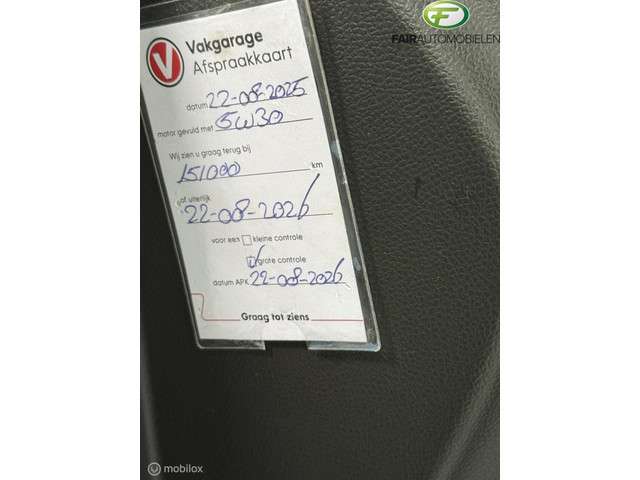 F
FAIRAUTOMOBIELEN
V
Vakgarage
Afspraakkaart
datum 22-08-2025
motor gevuld met 5W30
Wij zien u graag terug bij
151000 km
of uiterlijk
22-08-2026
voor een kleine controle
grote controle
datum APK 22-08-2026
Graag tot ziens
mobilox